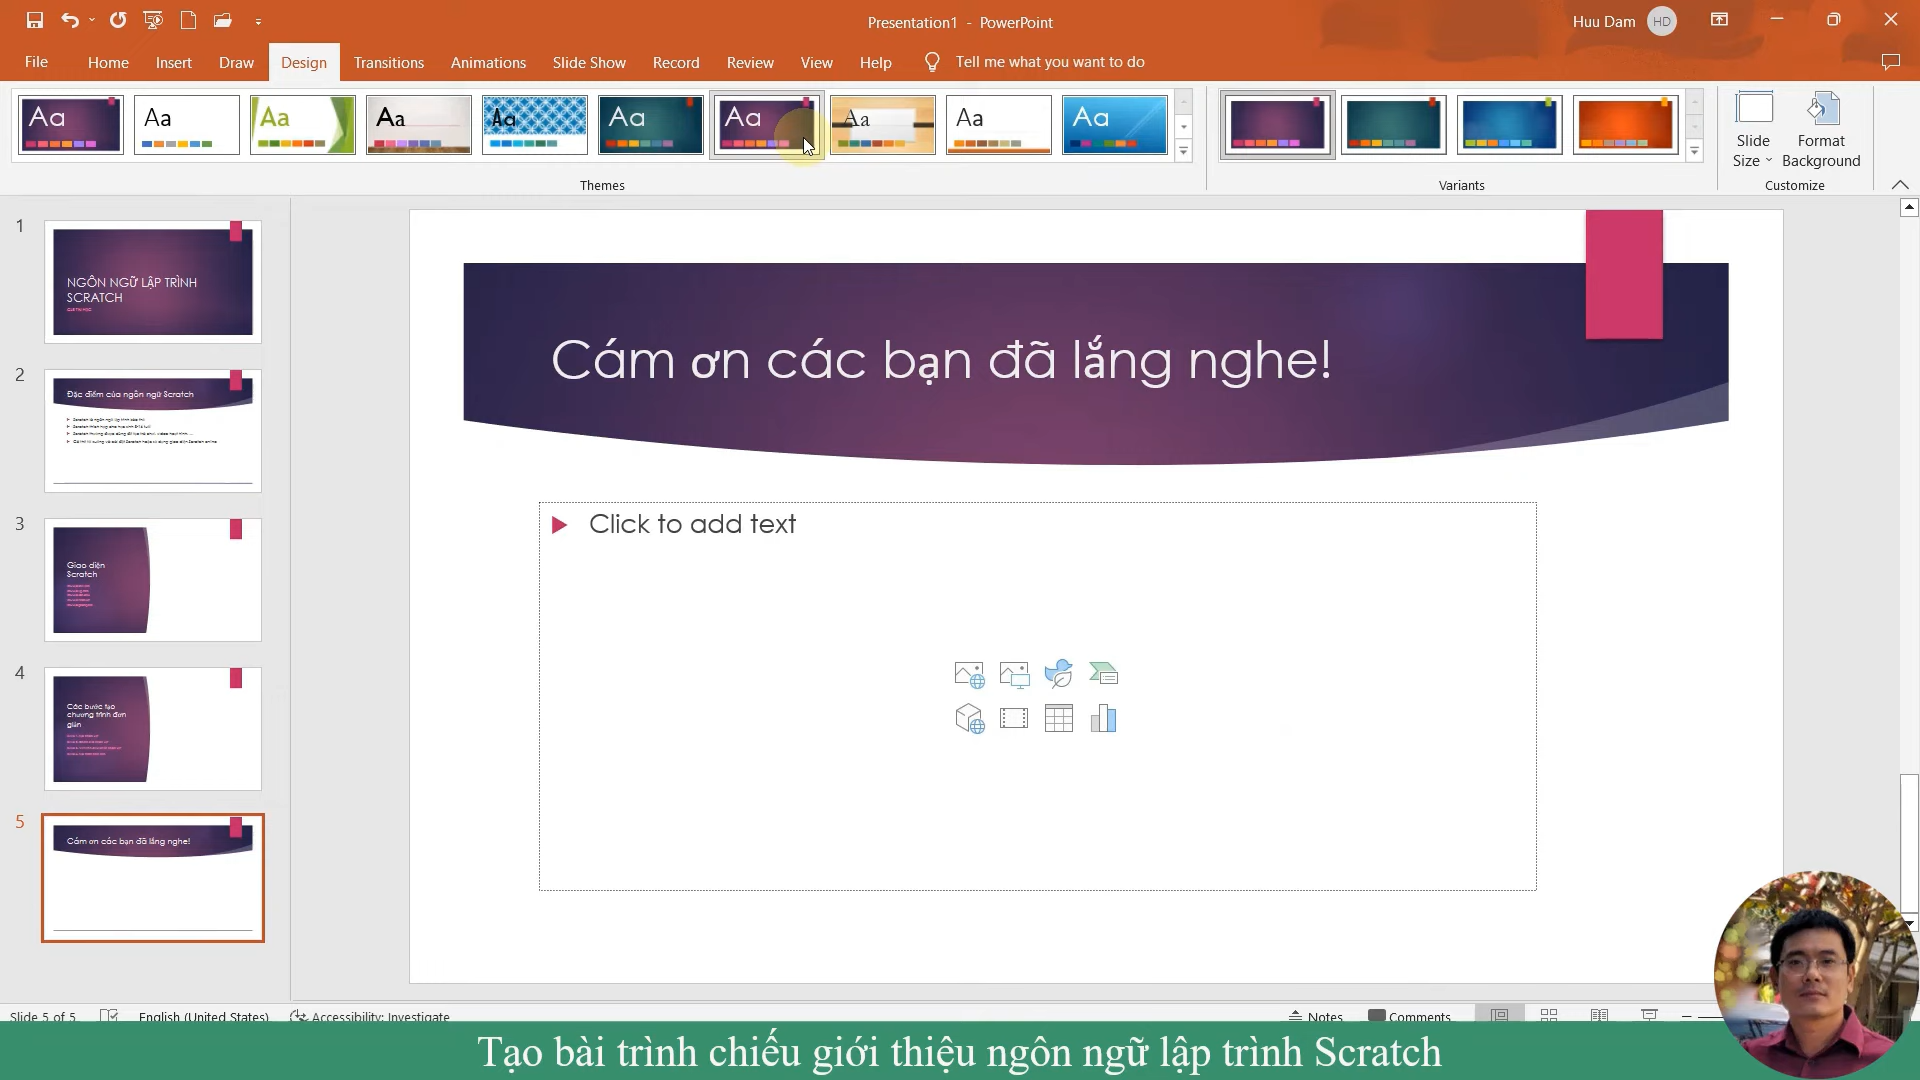 Presentation1 - PowerPoint
Huu Dam
HD
File
Home
Insert
Draw
Design
Transitions
Animations
Slide Show
Record
Review
View
Help
Tell me what you want to do
Aa
Aa
Aa
Aa
Aa
Aa
Aa
Aa
Aa
Aa
Slide
Size
Format
Background
Themes
Variants
Customize
1
NGÔN NGỮ LẬP TRÌNH
SCRATCH
2
Đặc điểm của ngôn ngữ Scratch
3
Giao diện
Scratch
4
Các bước tạo
chương trình đơn
giản
5
Cám ơn các bạn đã lắng nghe!
Cám ơn các bạn đã lắng nghe!
Click to add text
Slide 5 of 5
English (United States)
Accessibility: Investigate
Notes
Comments
Tạo bài trình chiếu giới thiệu ngôn ngữ lập trình Scratch